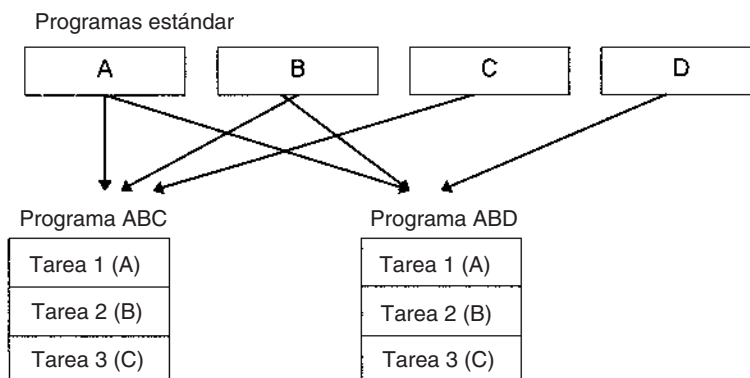 Programas estándar
A B C D
Programa ABC Programa ABD
Tarea 1 (A) Tarea 1 (A)
Tarea 2 (B) Tarea 2 (B)
Tarea 3 (C) Tarea 3 (C)